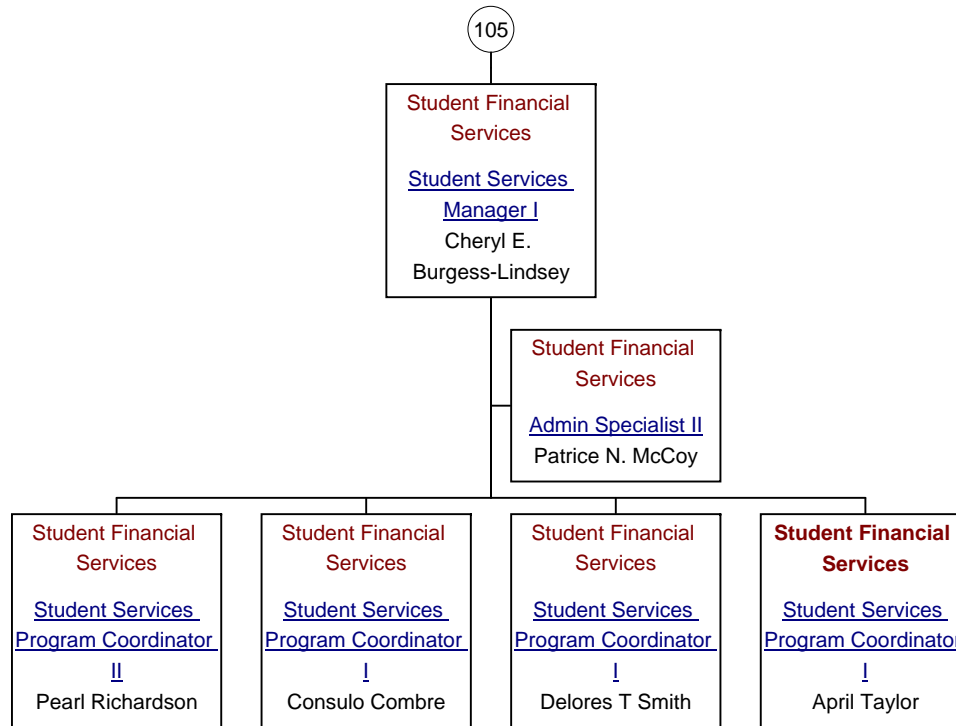 105
Student Financial
Services
Student Services
Manager I
Cheryl E.
Burgess-Lindsey
Student Financial
Services
Admin Specialist II
Patrice N. McCoy
Student Financial
Services
Student Services
Program Coordinator
II
Pearl Richardson
Student Financial
Services
Student Services
Program Coordinator
I
Consulo Combre
Student Financial
Services
Student Services
Program Coordinator
I
Delores T Smith
Student Financial
Services
Student Services
Program Coordinator
I
April Taylor